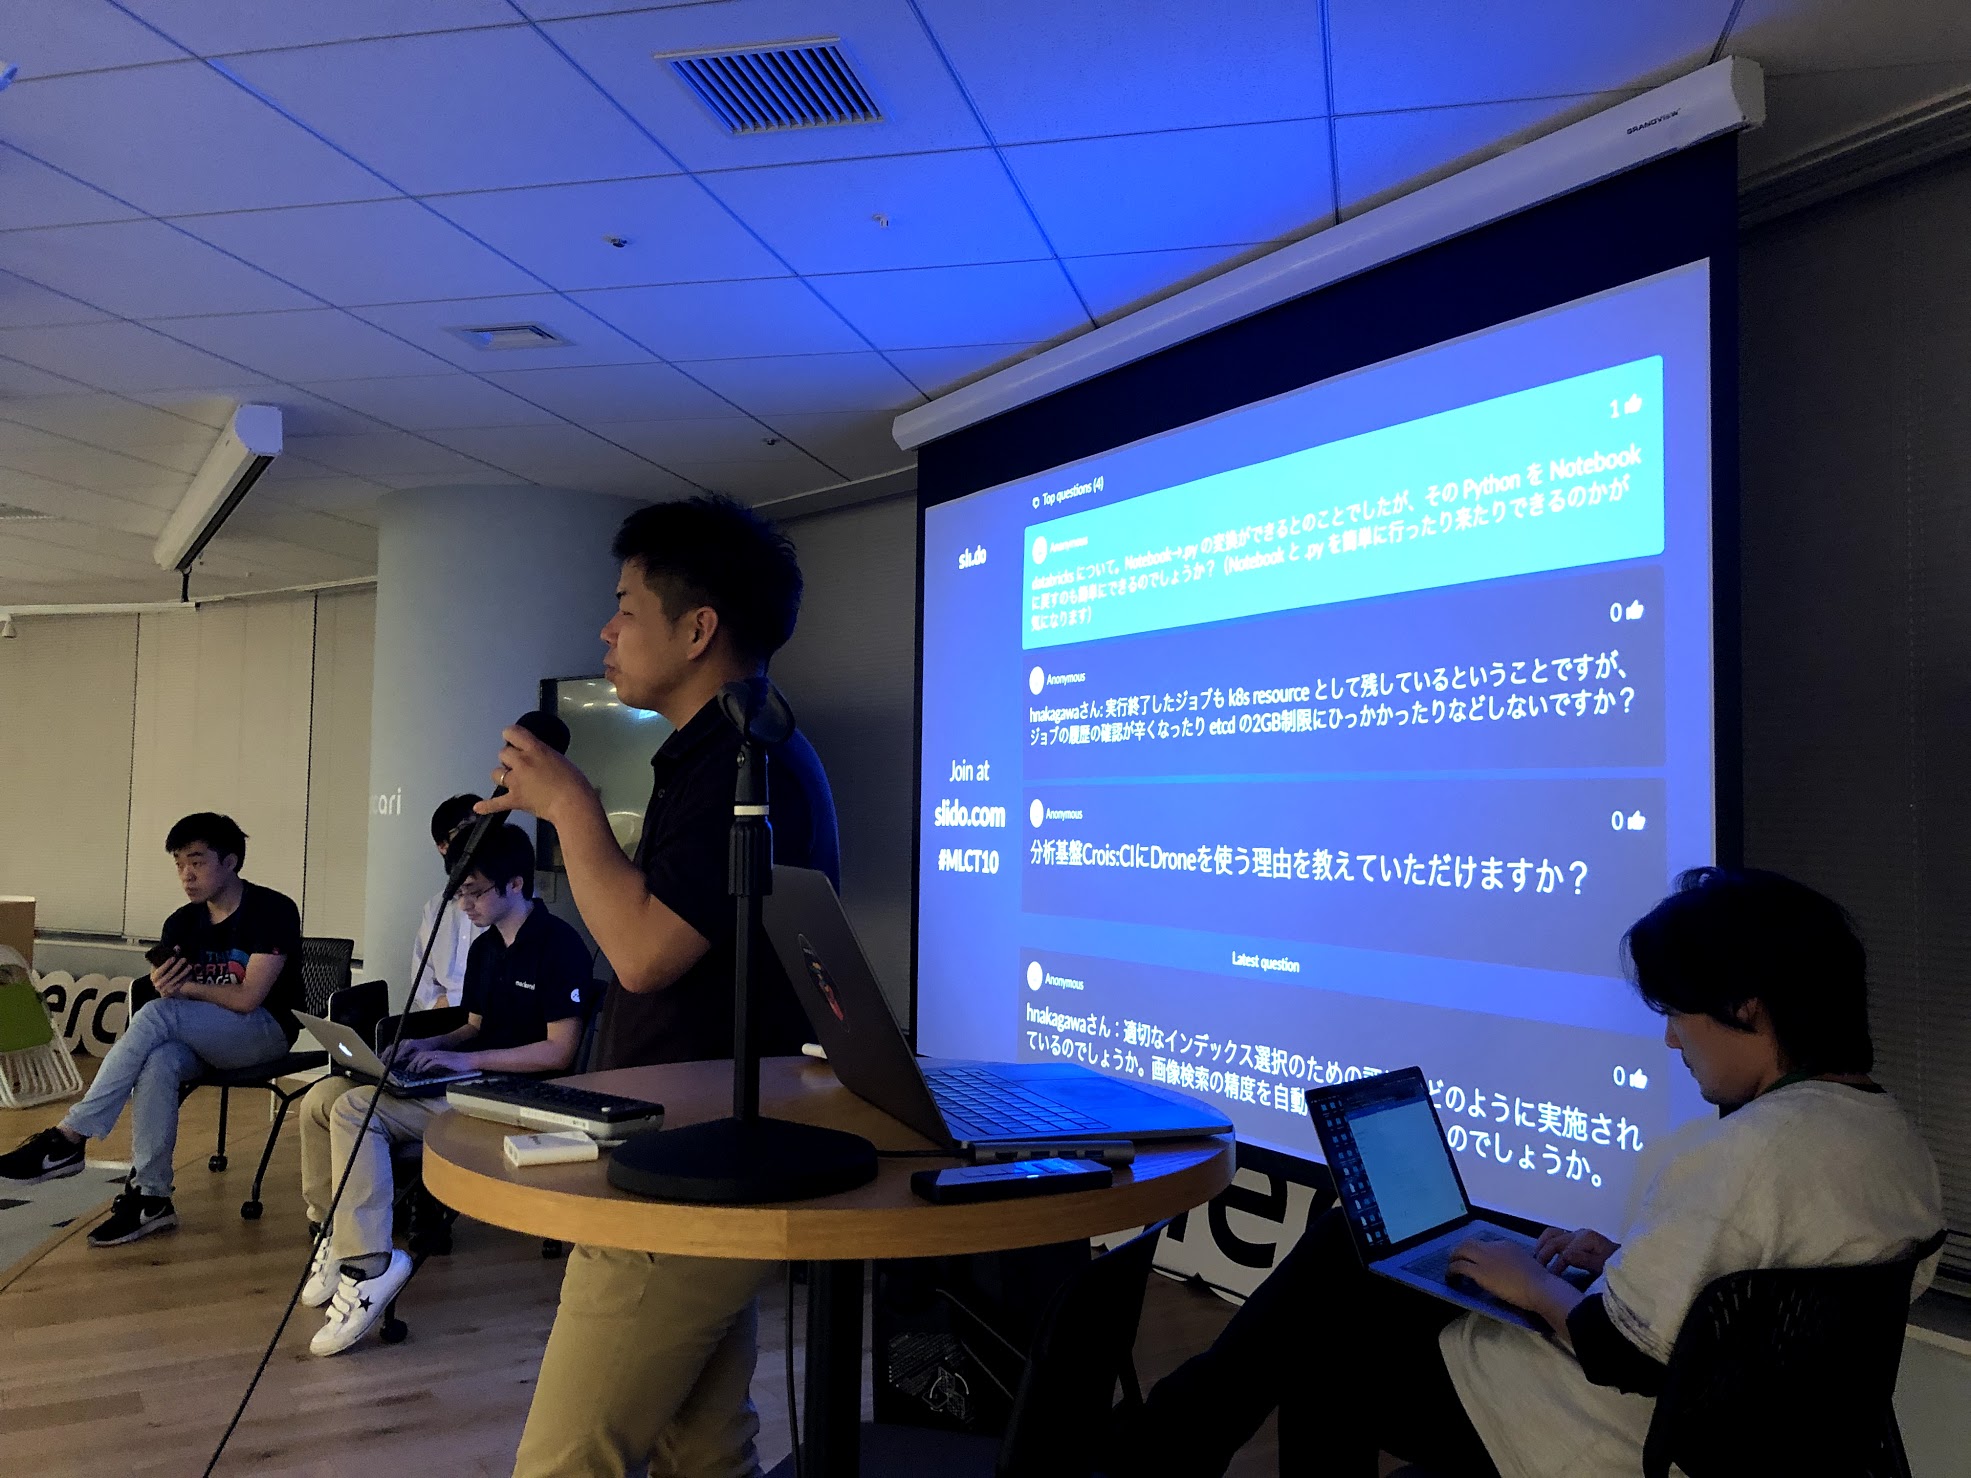 GRANDVIEW
Top questions (4)
sli.do
Join at
slido.com
#MLCT10
Anonymous
1
databricks について。Notebook→.py の変換ができるとのことでしたが、その Python を Notebook
に戻すのも簡単にできるのでしょうか？（Notebook と .py を簡単に行ったり来たりできるのかが
気になります）
Anonymous
0
hnakagawaさん: 実行終了したジョブも k8s resource として残しているということですが、
ジョブの履歴の確認が辛くなったり etcd の2GB制限にひっかかったりなどしないですか？
Anonymous
0
分析基盤Crois:CIにDroneを使う理由を教えていただけますか？
Latest question
Anonymous
0
hnakagawaさん：適切なインデックス選択のための どのように実施され
ているのでしょうか。画像検索の精度を自動 のでしょうか。
cari
erc
THE
ORTH
FACE
mercari
er